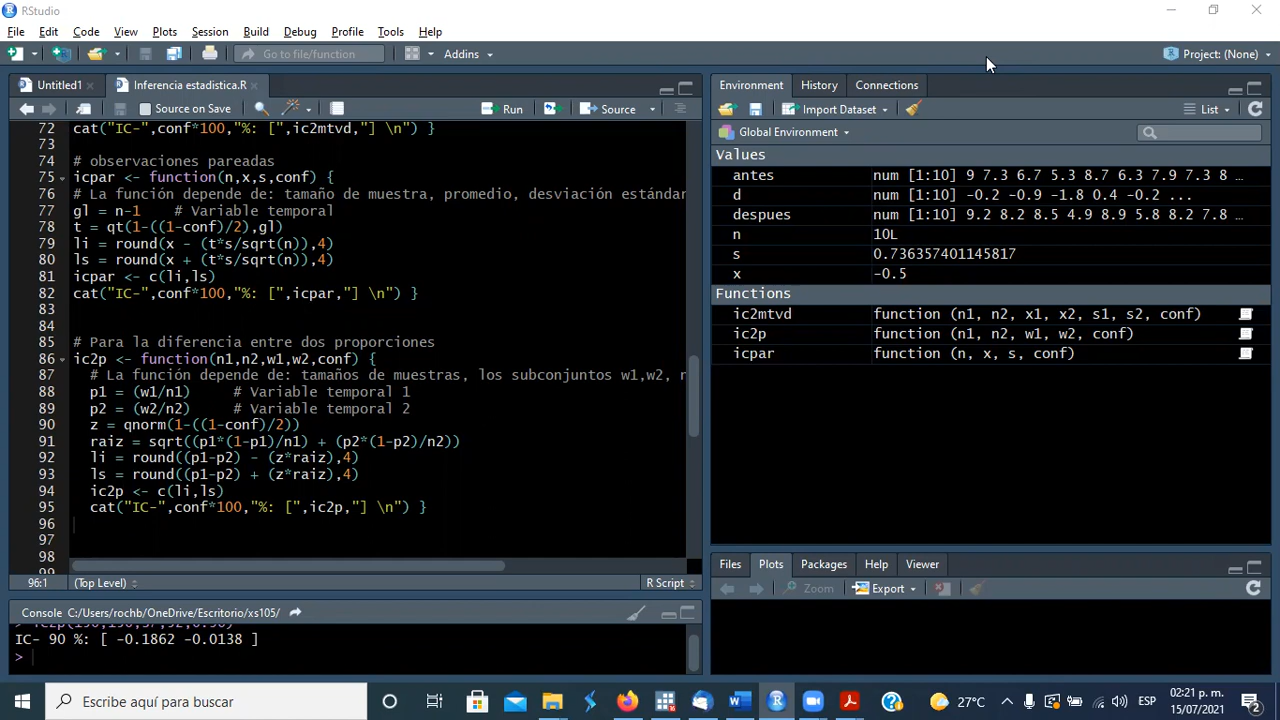 RStudio
File Edit Code View Plots Session Build Debug Profile Tools Help
Go to file/function Addins Project: (None)
Untitled1 Inferencia estadistica.R
Source on Save Run Source
72 cat("IC-",conf*100,"%: [",ic2mtvd,"] \n") }
73
74 # observaciones pareadas
75 icpar <- function(n,x,s,conf) {
76 # La función depende de: tamaño de muestra, promedio, desviación estándar
77 gl = n-1 # Variable temporal
78 t = qt(1-((1-conf)/2),gl)
79 li = round(x - (t*s/sqrt(n)),4)
80 ls = round(x + (t*s/sqrt(n)),4)
81 icpar <- c(li,ls)
82 cat("IC-",conf*100,"%: [",icpar,"] \n") }
83
84
85 # Para la diferencia entre dos proporciones
86 ic2p <- function(n1,n2,w1,w2,conf) {
87 # La función depende de: tamaños de muestras, los subconjuntos w1,w2,
88 p1 = (w1/n1) # Variable temporal 1
89 p2 = (w2/n2) # Variable temporal 2
90 z = qnorm(1-((1-conf)/2))
91 raiz = sqrt((p1*(1-p1)/n1) + (p2*(1-p2)/n2))
92 li = round((p1-p2) - (z*raiz),4)
93 ls = round((p1-p2) + (z*raiz),4)
94 ic2p <- c(li,ls)
95 cat("IC-",conf*100,"%: [",ic2p,"] \n") }
96
97
98
96:1 (Top Level) R Script
Console C:/Users/rochb/OneDrive/Escritorio/xs105/
IC- 90 %: [ -0.1862 -0.0138 ]
>
Environment History Connections
Import Dataset List
Global Environment
Values
antes num [1:10] 9 7.3 6.7 5.3 8.7 6.3 7.9 7.3 8 ...
d num [1:10] -0.2 -0.9 -1.8 0.4 -0.2 ...
despues num [1:10] 9.2 8.2 8.5 4.9 8.9 5.8 8.2 7.8 ...
n 10L
s 0.736357401145817
x -0.5
Functions
ic2mtvd function (n1, n2, x1, x2, s1, s2, conf)
ic2p function (n1, n2, w1, w2, conf)
icpar function (n, x, s, conf)
Files Plots Packages Help Viewer
Zoom Export
Escribe aquí para buscar
27°C ESP 02:21 p. m.
15/07/2021
2